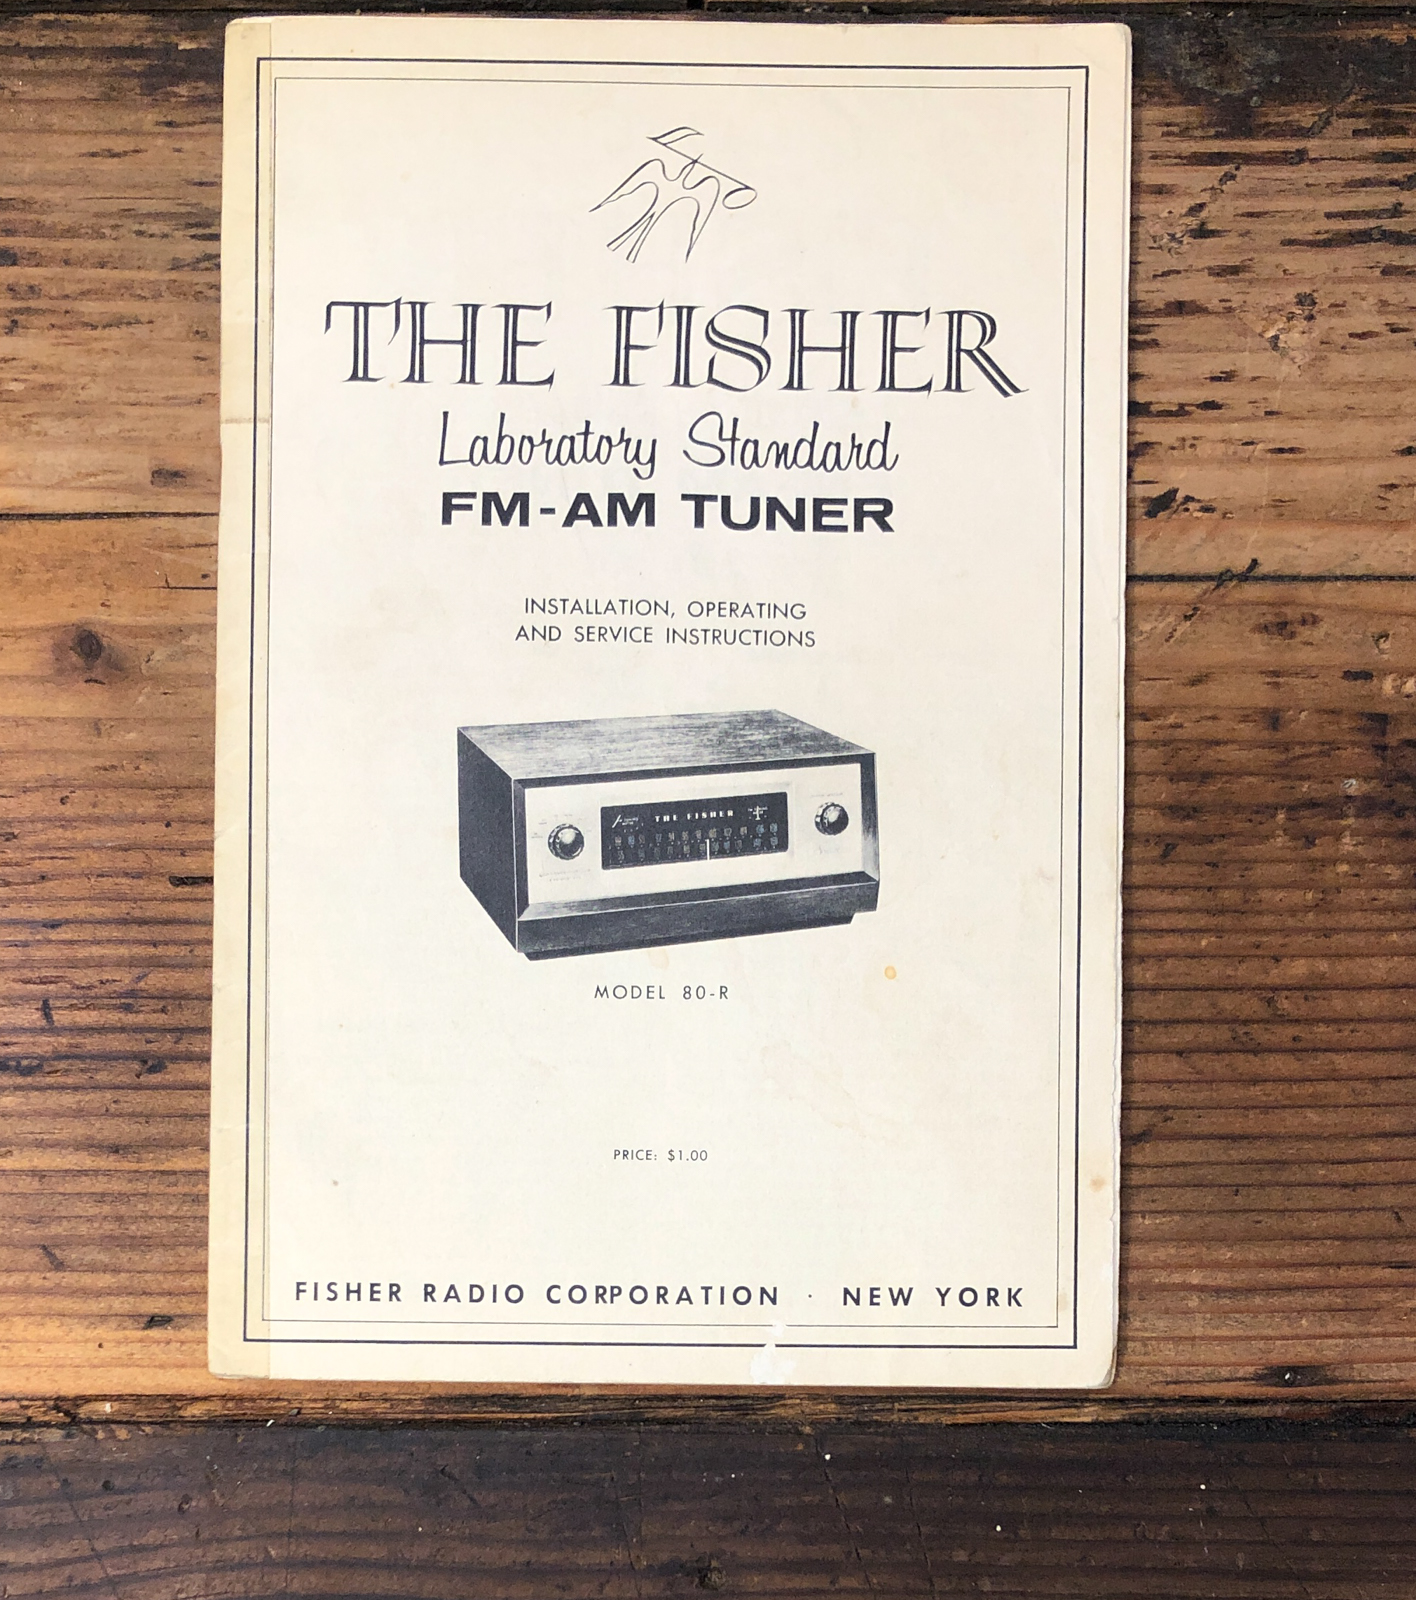 THE FISHER
Laboratory Standard
FM-AM TUNER
INSTALLATION, OPERATING
AND SERVICE INSTRUCTIONS
THE FISHER
MODEL 80-R
PRICE: $1.00
FISHER RADIO CORPORATION · NEW YORK